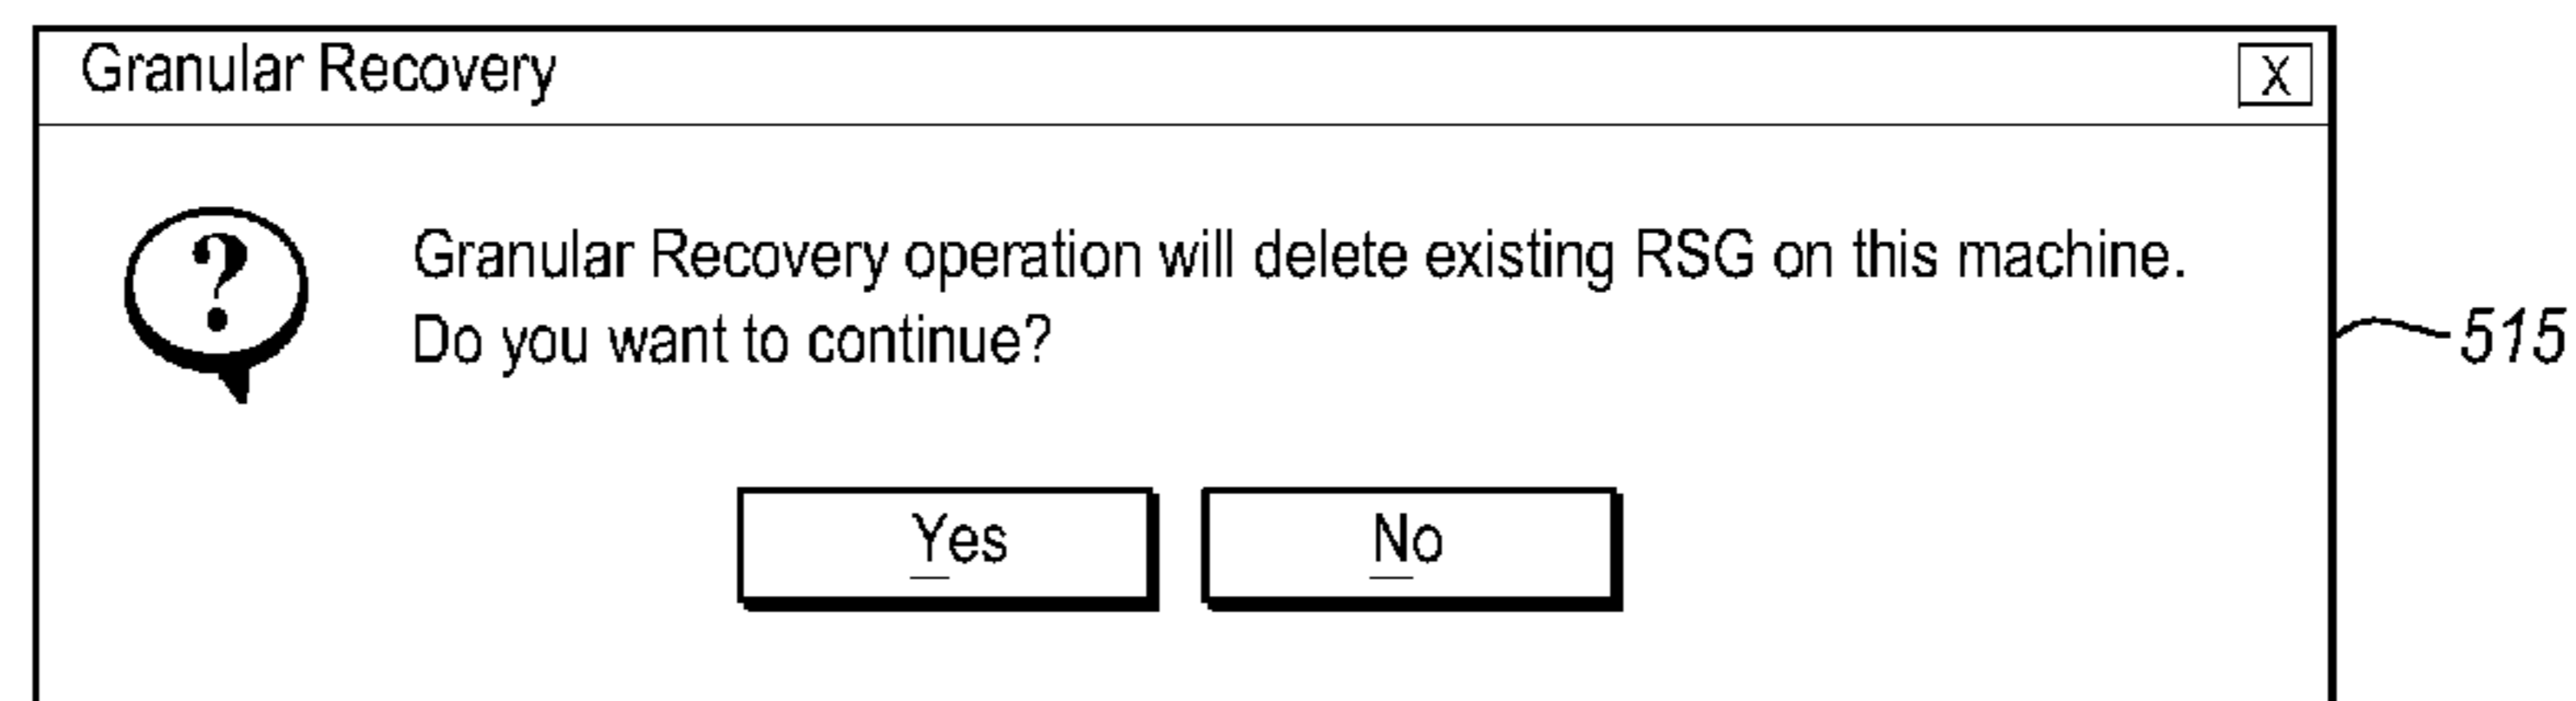 Granular Recovery
X
?
Granular Recovery operation will delete existing RSG on this machine.
Do you want to continue?
515
Yes
No